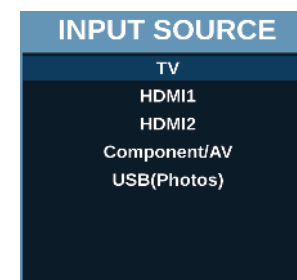 INPUT SOURCE
TV
HDMI1
HDMI2
Component/AV
USB(Photos)